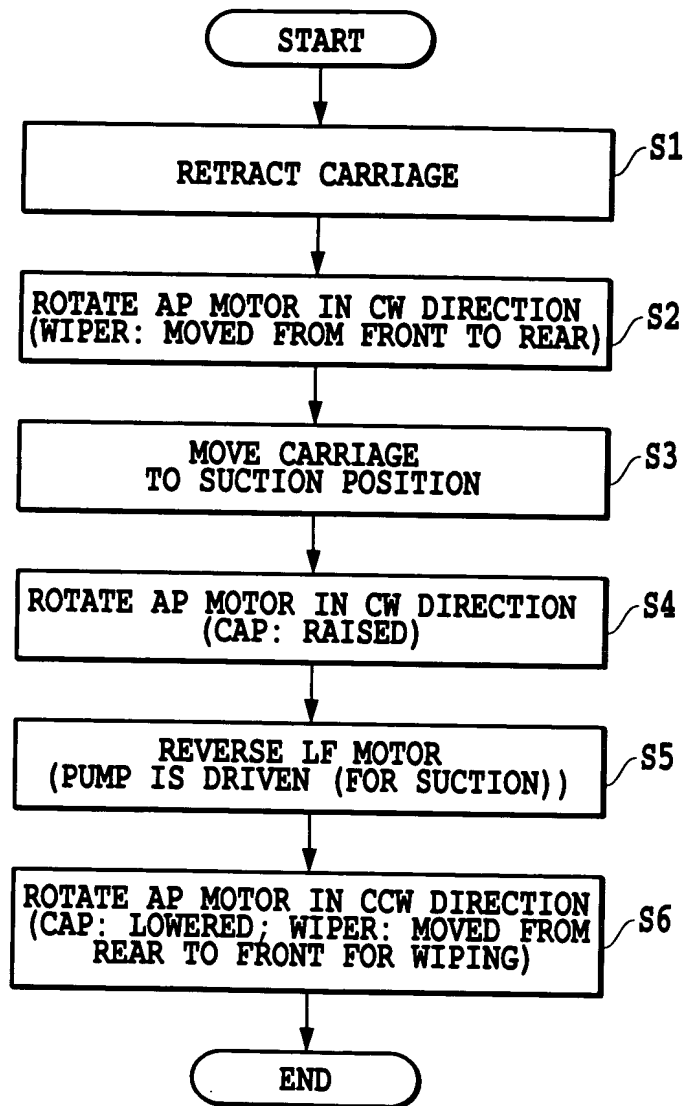 START
RETRACT CARRIAGE
S1
ROTATE AP MOTOR IN CW DIRECTION
(WIPER: MOVED FROM FRONT TO REAR)
S2
MOVE CARRIAGE
TO SUCTION POSITION
S3
ROTATE AP MOTOR IN CW DIRECTION
(CAP: RAISED)
S4
REVERSE LF MOTOR
(PUMP IS DRIVEN (FOR SUCTION))
S5
ROTATE AP MOTOR IN CCW DIRECTION
(CAP: LOWERED; WIPER: MOVED FROM
REAR TO FRONT FOR WIPING)
S6
END